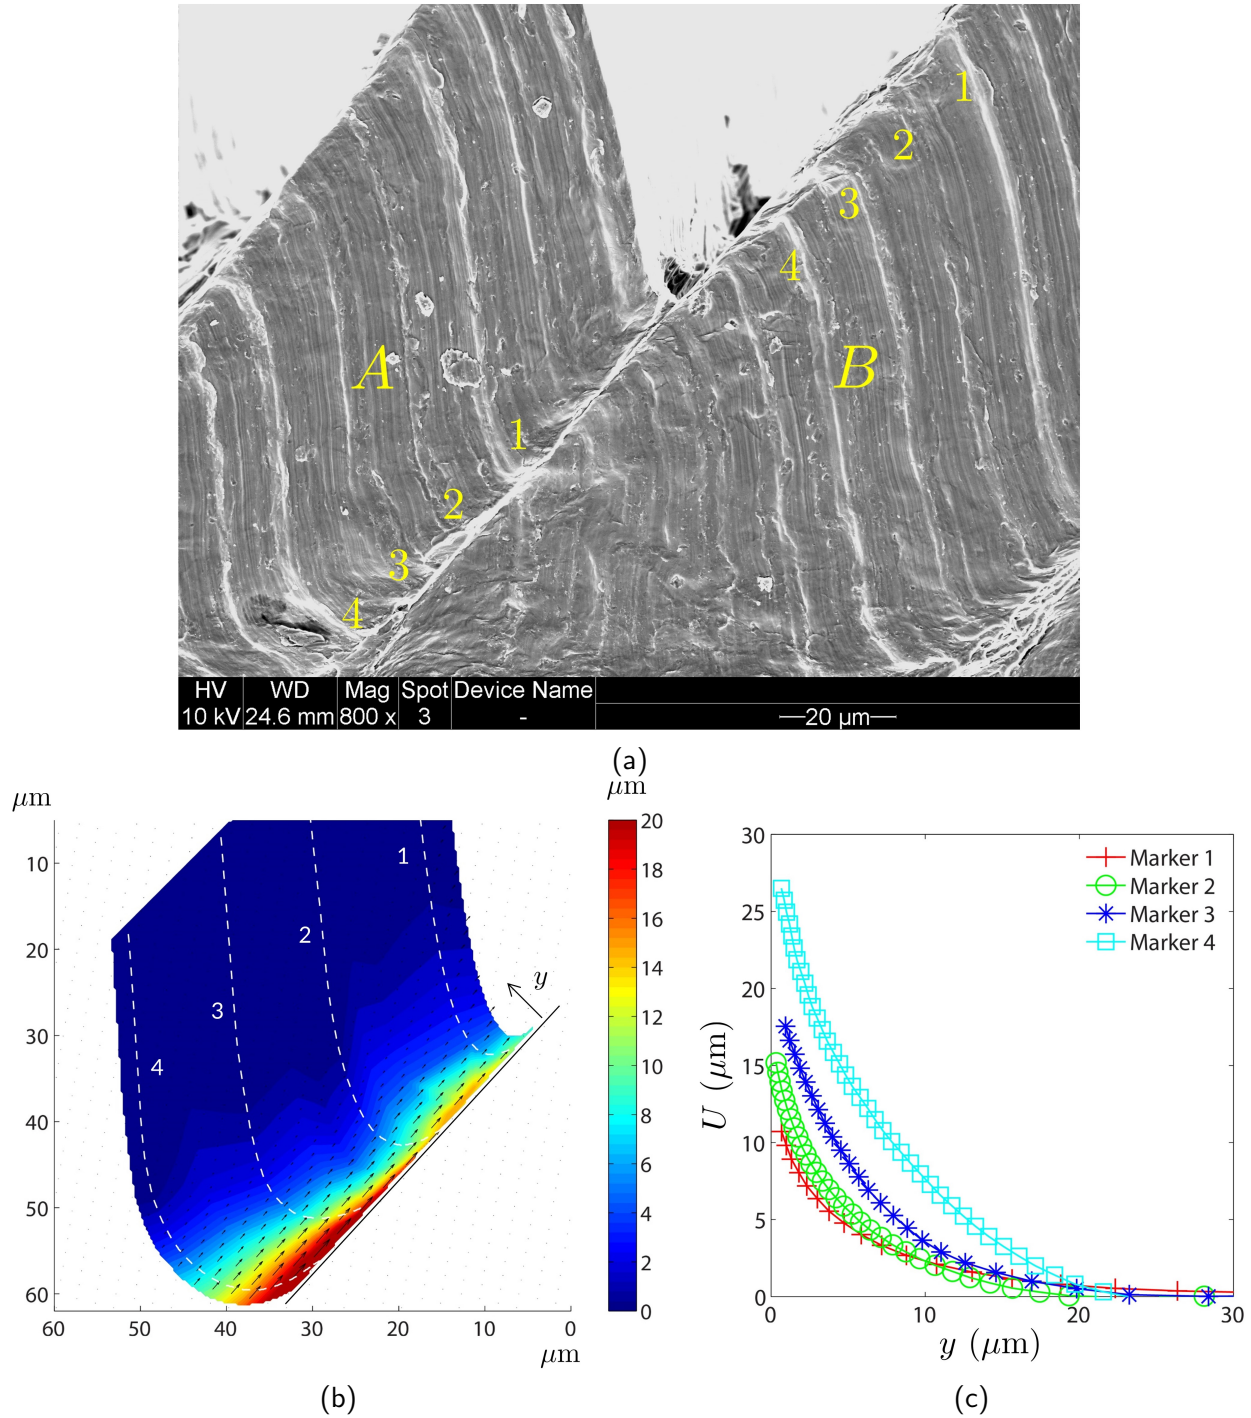 1
2
3
4
A
B
1
2
3
4
HV WD Mag Spot Device Name
10 kV 24.6 mm 800 x 3 - 20 µm
(a)
µm
10
20
30
40
50
60
60 50 40 30 20 10 0
µm
1
2
3
4
y
µm
20
18
16
14
12
10
8
6
4
2
0
(b)
30
25
20
15
10
5
0
U (µm)
0 10 20 30
y (µm)
Marker 1
Marker 2
Marker 3
Marker 4
(c)